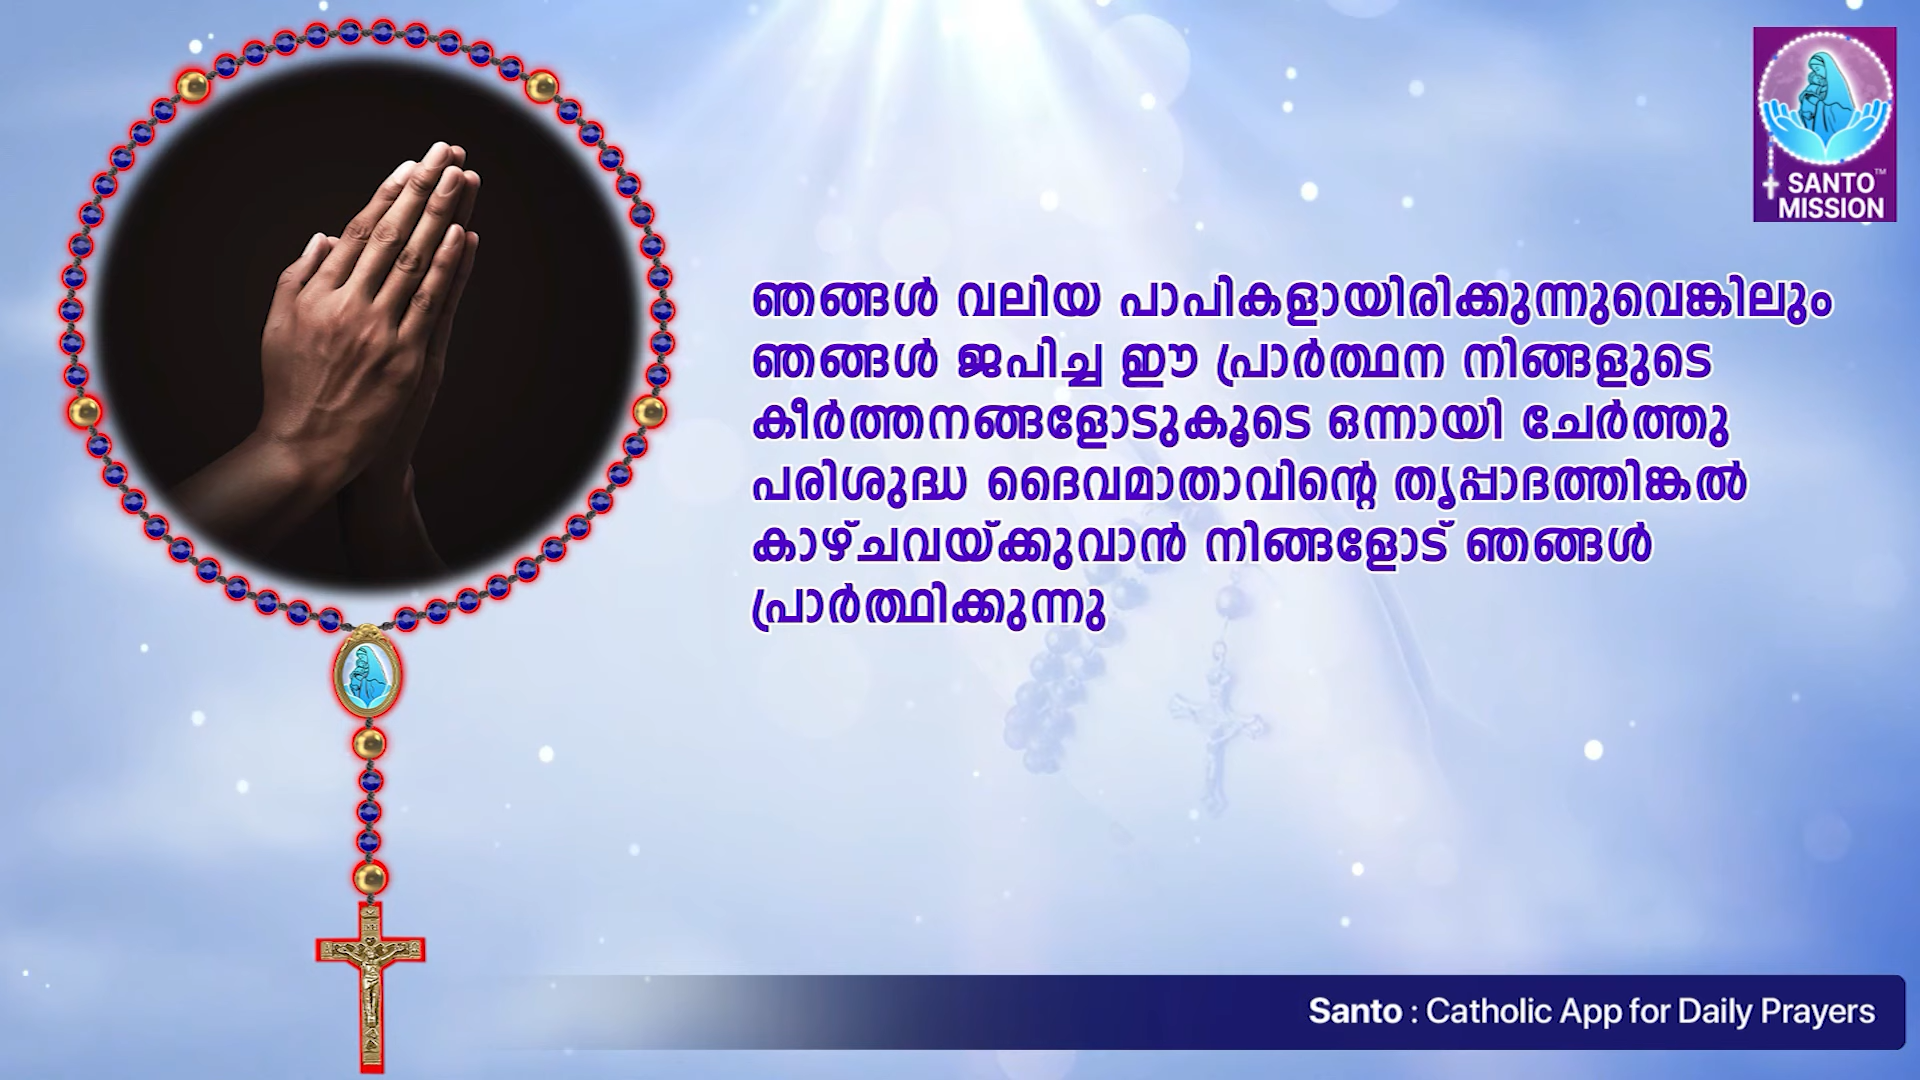 SANTO™
MISSION
ഞങ്ങൾ വലിയ പാപികളായിരിക്കുന്നുവെങ്കിലും
ഞങ്ങൾ ജപിച്ച ഈ പ്രാർത്ഥന നിങ്ങളുടെ
കീർത്തനങ്ങളോടുകൂടെ ഒന്നായി ചേർത്തു
പരിശുദ്ധ ദൈവമാതാവിന്റെ തൃപ്പാദത്തിങ്കൽ
കാഴ്ചവയ്ക്കുവാൻ നിങ്ങളോട് ഞങ്ങൾ
പ്രാർത്ഥിക്കുന്നു
Santo : Catholic App for Daily Prayers